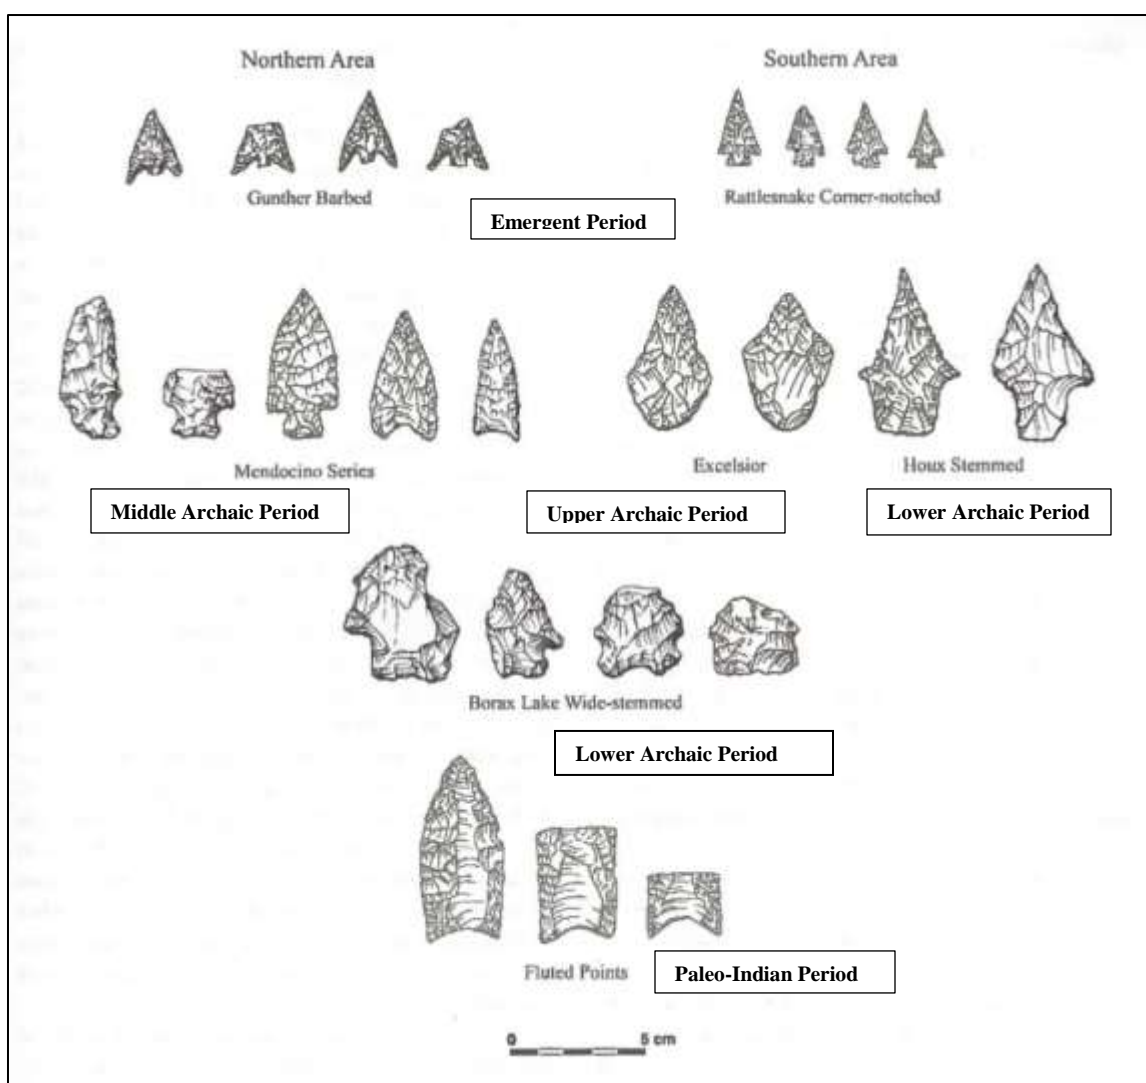 Northern Area
Southern Area
Gunther Barbed
Rattlesnake Corner-notched
Emergent Period
Mendocino Series
Excelsior
Houx Stemmed
Middle Archaic Period
Upper Archaic Period
Lower Archaic Period
Borax Lake Wide-stemmed
Lower Archaic Period
Fluted Points
Paleo-Indian Period
0 5 cm